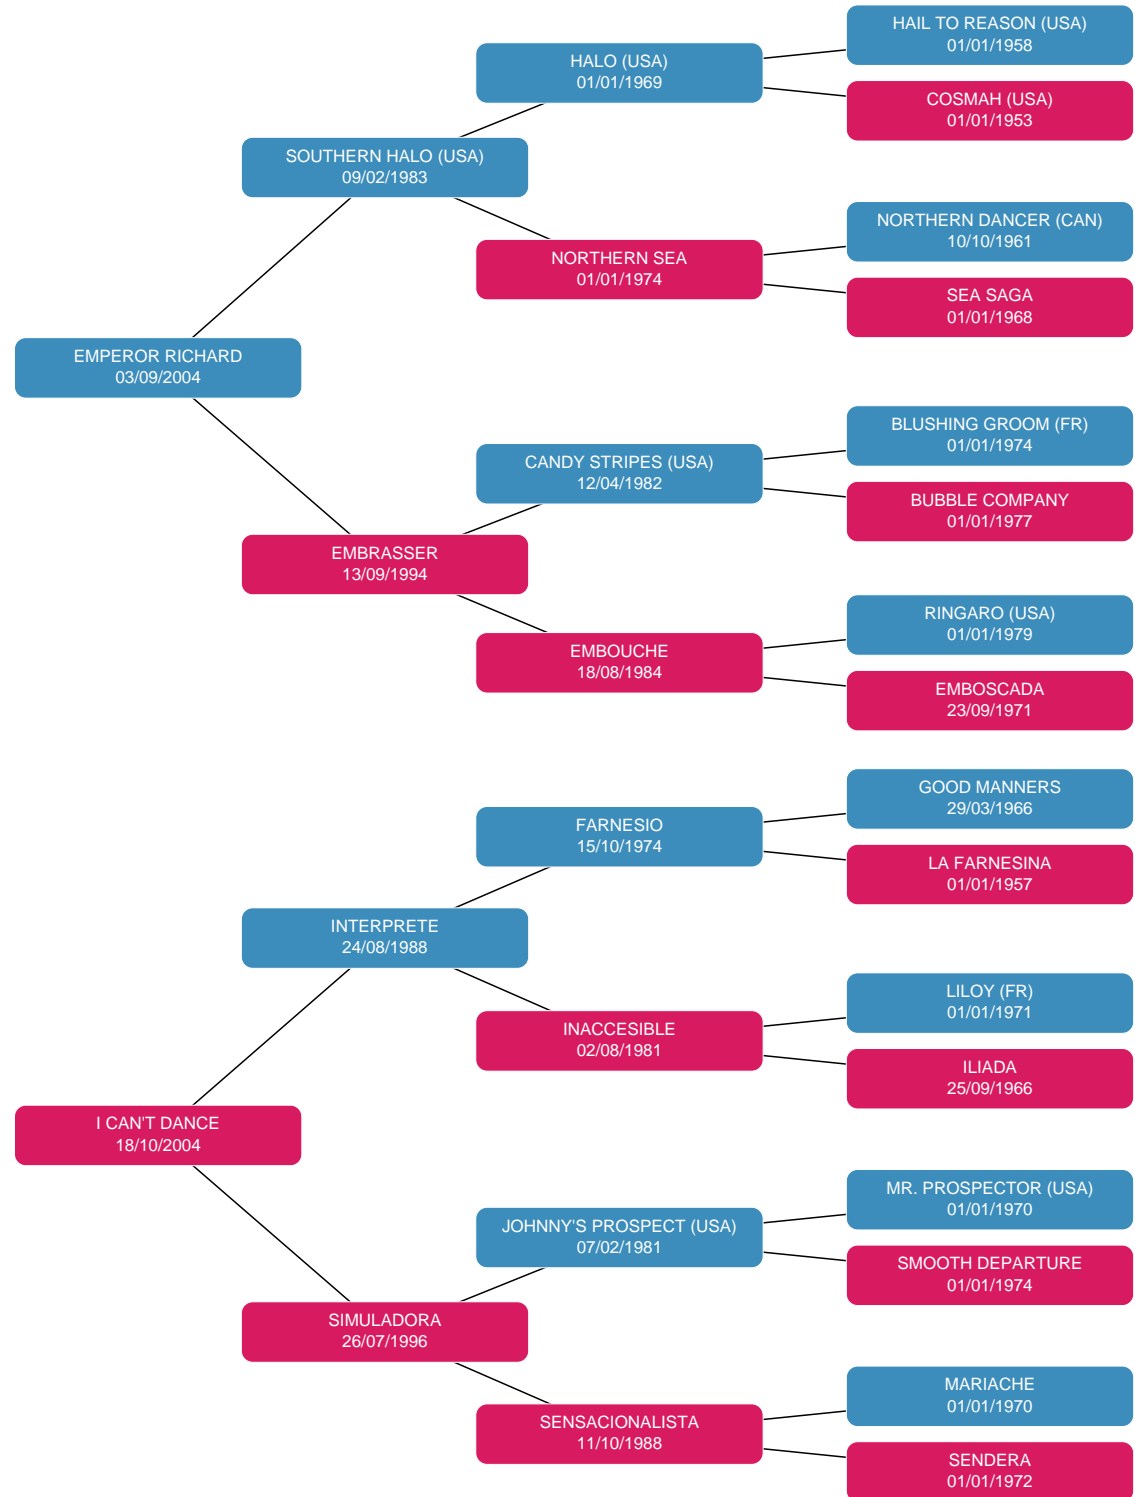 HAIL TO REASON (USA)
01/01/1958
HALO (USA)
01/01/1969
COSMAH (USA)
01/01/1953
SOUTHERN HALO (USA)
09/02/1983
NORTHERN DANCER (CAN)
10/10/1961
NORTHERN SEA
01/01/1974
SEA SAGA
01/01/1968
EMPEROR RICHARD
03/09/2004
BLUSHING GROOM (FR)
01/01/1974
CANDY STRIPES (USA)
12/04/1982
BUBBLE COMPANY
01/01/1977
EMBRASSER
13/09/1994
RINGARO (USA)
01/01/1979
EMBOUCHE
18/08/1984
EMBOSCADA
23/09/1971
GOOD MANNERS
29/03/1966
FARNESIO
15/10/1974
LA FARNESINA
01/01/1957
INTERPRETE
24/08/1988
LILOY (FR)
01/01/1971
INACCESIBLE
02/08/1981
ILIADA
25/09/1966
I CAN'T DANCE
18/10/2004
MR. PROSPECTOR (USA)
01/01/1970
JOHNNY'S PROSPECT (USA)
07/02/1981
SMOOTH DEPARTURE
01/01/1974
SIMULADORA
26/07/1996
MARIACHE
01/01/1970
SENSACIONALISTA
11/10/1988
SENDERA
01/01/1972